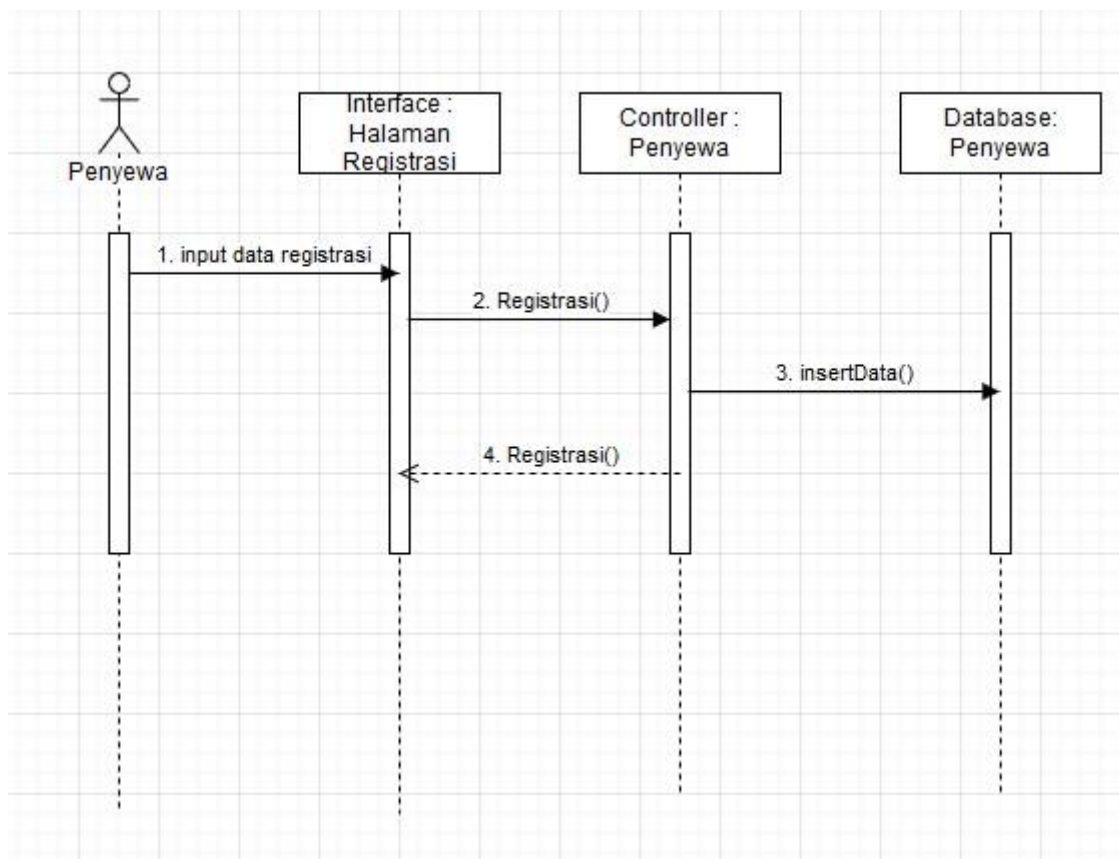 Penyewa
Interface :
Halaman
Registrasi
Controller :
Penyewa
Database:
Penyewa
1. input data registrasi
2. Registrasi()
3. insertData()
4. Registrasi()